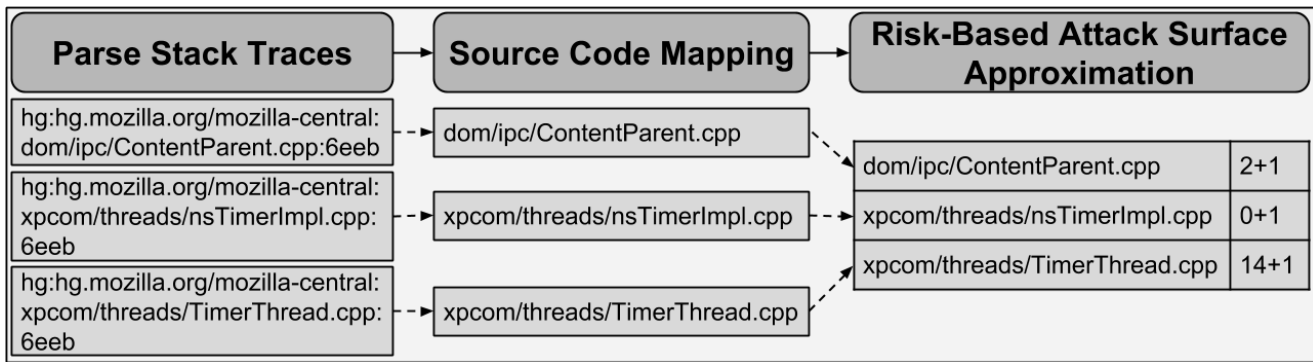 Parse Stack Traces
Source Code Mapping
Risk-Based Attack Surface
Approximation
hg:hg.mozilla.org/mozilla-central:
dom/ipc/ContentParent.cpp:6eeb
hg:hg.mozilla.org/mozilla-central:
xpcom/threads/nsTimerImpl.cpp:
6eeb
hg:hg.mozilla.org/mozilla-central:
xpcom/threads/TimerThread.cpp:
6eeb
dom/ipc/ContentParent.cpp
xpcom/threads/nsTimerImpl.cpp
xpcom/threads/TimerThread.cpp
dom/ipc/ContentParent.cpp 2+1
xpcom/threads/nsTimerImpl.cpp 0+1
xpcom/threads/TimerThread.cpp 14+1